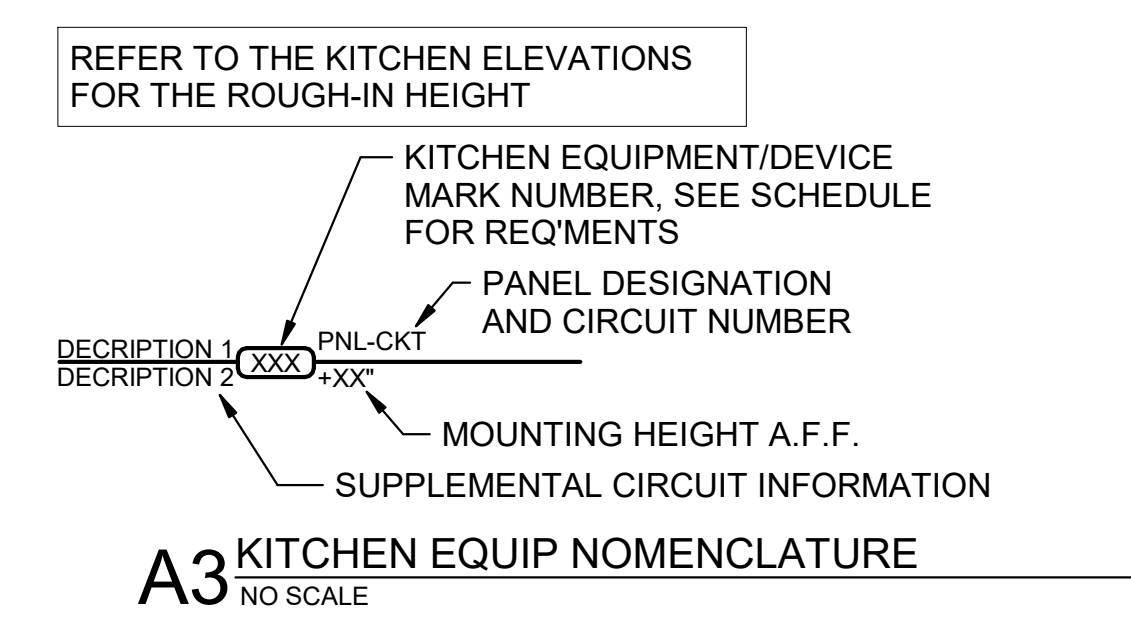 REFER TO THE KITCHEN ELEVATIONS
FOR THE ROUGH-IN HEIGHT
KITCHEN EQUIPMENT/DEVICE
MARK NUMBER, SEE SCHEDULE
FOR REQ'MENTS
PANEL DESIGNATION
AND CIRCUIT NUMBER
DECRIPTION 1
XXX
PNL-CKT
DECRIPTION 2
+XX"
MOUNTING HEIGHT A.F.F.
SUPPLEMENTAL CIRCUIT INFORMATION
A3
KITCHEN EQUIP NOMENCLATURE
NO SCALE